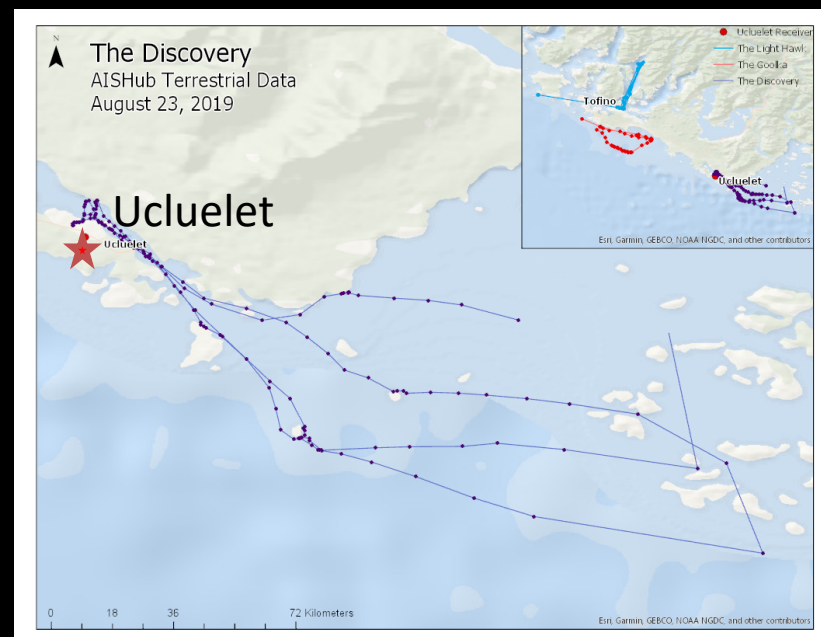 N
The Discovery
AISHub Terrestrial Data
August 23, 2019
Ucluelet
Ucluelet
0 18 36 72 Kilometers
Esri, Garmin, GEBCO, NOAA NGDC, and other contributors
Ucluelet Receiver
The Light Hawk
The Goolka
The Discovery
Tofino
Ucluelet
Esri, Garmin, GEBCO, NOAA NGDC, and other contributors